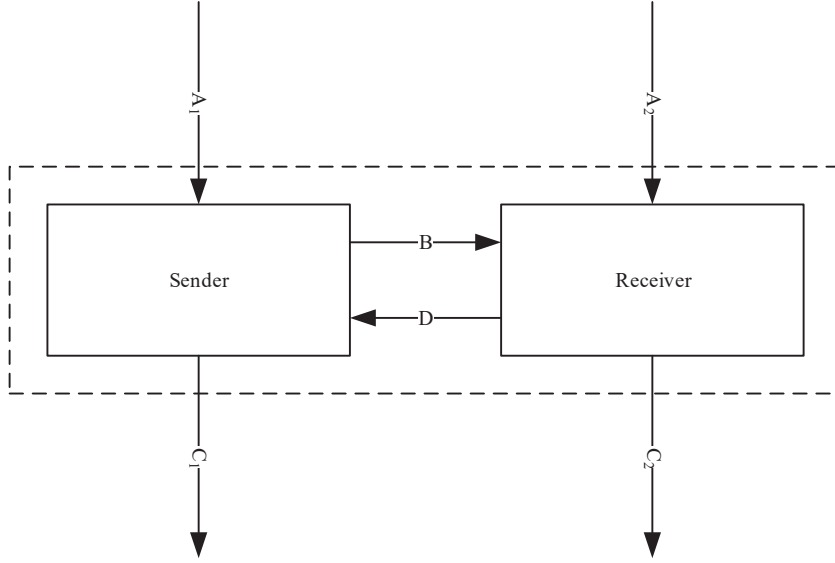 A₁
A₂
B
Sender
Receiver
D
C₁
C₂